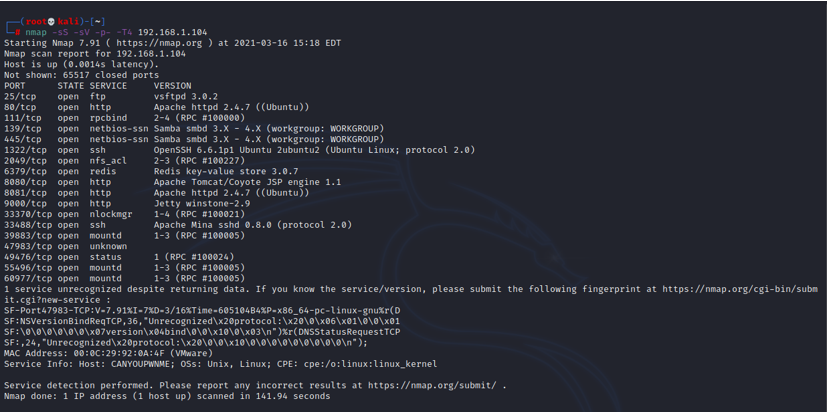 ┌──(root💀kali)-[~]
└─# nmap -sS -sV -p- -T4 192.168.1.104
Starting Nmap 7.91 ( https://nmap.org ) at 2021-03-16 15:18 EDT
Nmap scan report for 192.168.1.104
Host is up (0.0014s latency).
Not shown: 65517 closed ports
PORT      STATE SERVICE     VERSION
25/tcp    open  ftp         vsftpd 3.0.2
80/tcp    open  http        Apache httpd 2.4.7 ((Ubuntu))
111/tcp   open  rpcbind     2-4 (RPC #100000)
139/tcp   open  netbios-ssn Samba smbd 3.X - 4.X (workgroup: WORKGROUP)
445/tcp   open  netbios-ssn Samba smbd 3.X - 4.X (workgroup: WORKGROUP)
1322/tcp  open  ssh         OpenSSH 6.6.1p1 Ubuntu 2ubuntu2 (Ubuntu Linux; protocol 2.0)
2049/tcp  open  nfs_acl     2-3 (RPC #100227)
6379/tcp  open  redis       Redis key-value store 3.0.7
8080/tcp  open  http        Apache Tomcat/Coyote JSP engine 1.1
8081/tcp  open  http        Apache httpd 2.4.7 ((Ubuntu))
9000/tcp  open  http        Jetty winstone-2.9
33370/tcp open  nlockmgr    1-4 (RPC #100021)
33488/tcp open  ssh         Apache Mina sshd 0.8.0 (protocol 2.0)
39883/tcp open  mountd      1-3 (RPC #100005)
47983/tcp open  unknown
49476/tcp open  status      1 (RPC #100024)
55496/tcp open  mountd      1-3 (RPC #100005)
60977/tcp open  mountd      1-3 (RPC #100005)
1 service unrecognized despite returning data. If you know the service/version, please submit the following fingerprint at https://nmap.org/cgi-bin/subm
it.cgi?new-service :
SF-Port47983-TCP:V=7.91%I=7%D=3/16%Time=605104B4%P=x86_64-pc-linux-gnu%r(D
SF:NSVersionBindReqTCP,36,"Unrecognized\x20protocol:\x20\0\x06\x01\0\0\x01
SF:\0\0\0\0\0\0\x07version\x04bind\0\0\x10\0\x03\n")%r(DNSStatusRequestTCP
SF:,24,"Unrecognized\x20protocol:\x20\0\0\x10\0\0\0\0\0\0\0\0\0\n");
MAC Address: 00:0C:29:92:0A:4F (VMware)
Service Info: Host: CANYOUPWNME; OSs: Unix, Linux; CPE: cpe:/o:linux:linux_kernel

Service detection performed. Please report any incorrect results at https://nmap.org/submit/ .
Nmap done: 1 IP address (1 host up) scanned in 141.94 seconds